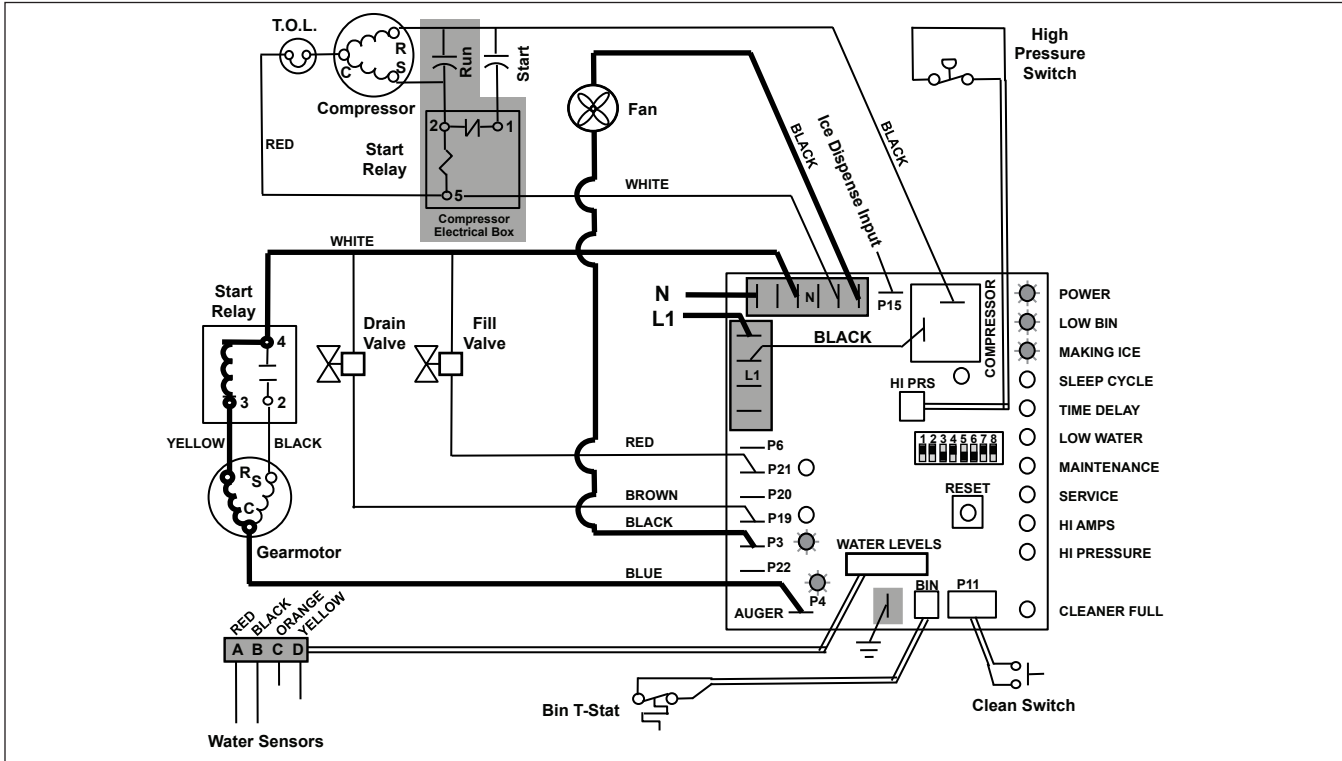 T.O.L.
R
S
C
Compressor
Run
Start
RED
Start
Relay
2
1
5
Compressor
Electrical Box
Fan
BLACK
Ice Dispense Input
BLACK
High
Pressure
Switch
WHITE
WHITE
N
L1
N
P15
L1
BLACK
COMPRESSOR
HI PRS
Start
Relay
4
3
2
Drain
Valve
Fill
Valve
YELLOW
BLACK
R
S
C
Gearmotor
RED
BROWN
BLACK
BLUE
P6
P21
P20
P19
P3
P22
P4
AUGER
1 2 3 4 5 6 7 8
RESET
WATER LEVELS
BIN
P11
POWER
LOW BIN
MAKING ICE
SLEEP CYCLE
TIME DELAY
LOW WATER
MAINTENANCE
SERVICE
HI AMPS
HI PRESSURE
CLEANER FULL
RED
BLACK
ORANGE
YELLOW
A B C D
Water Sensors
Bin T-Stat
Clean Switch